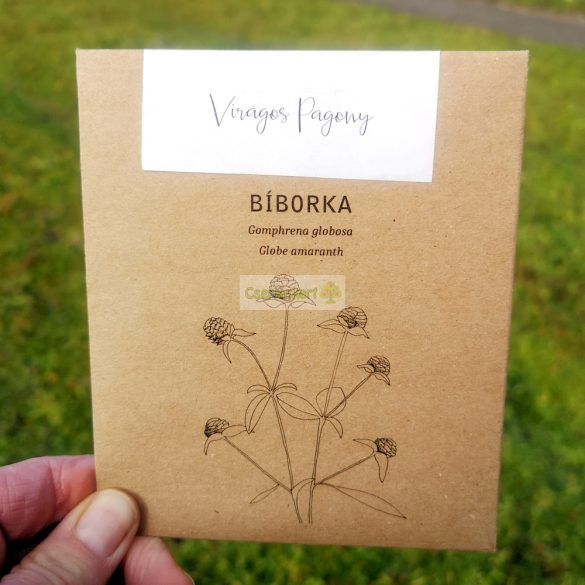 Virágos Pagony
BÍBORKA
Gomphrena globosa
Globe amaranth